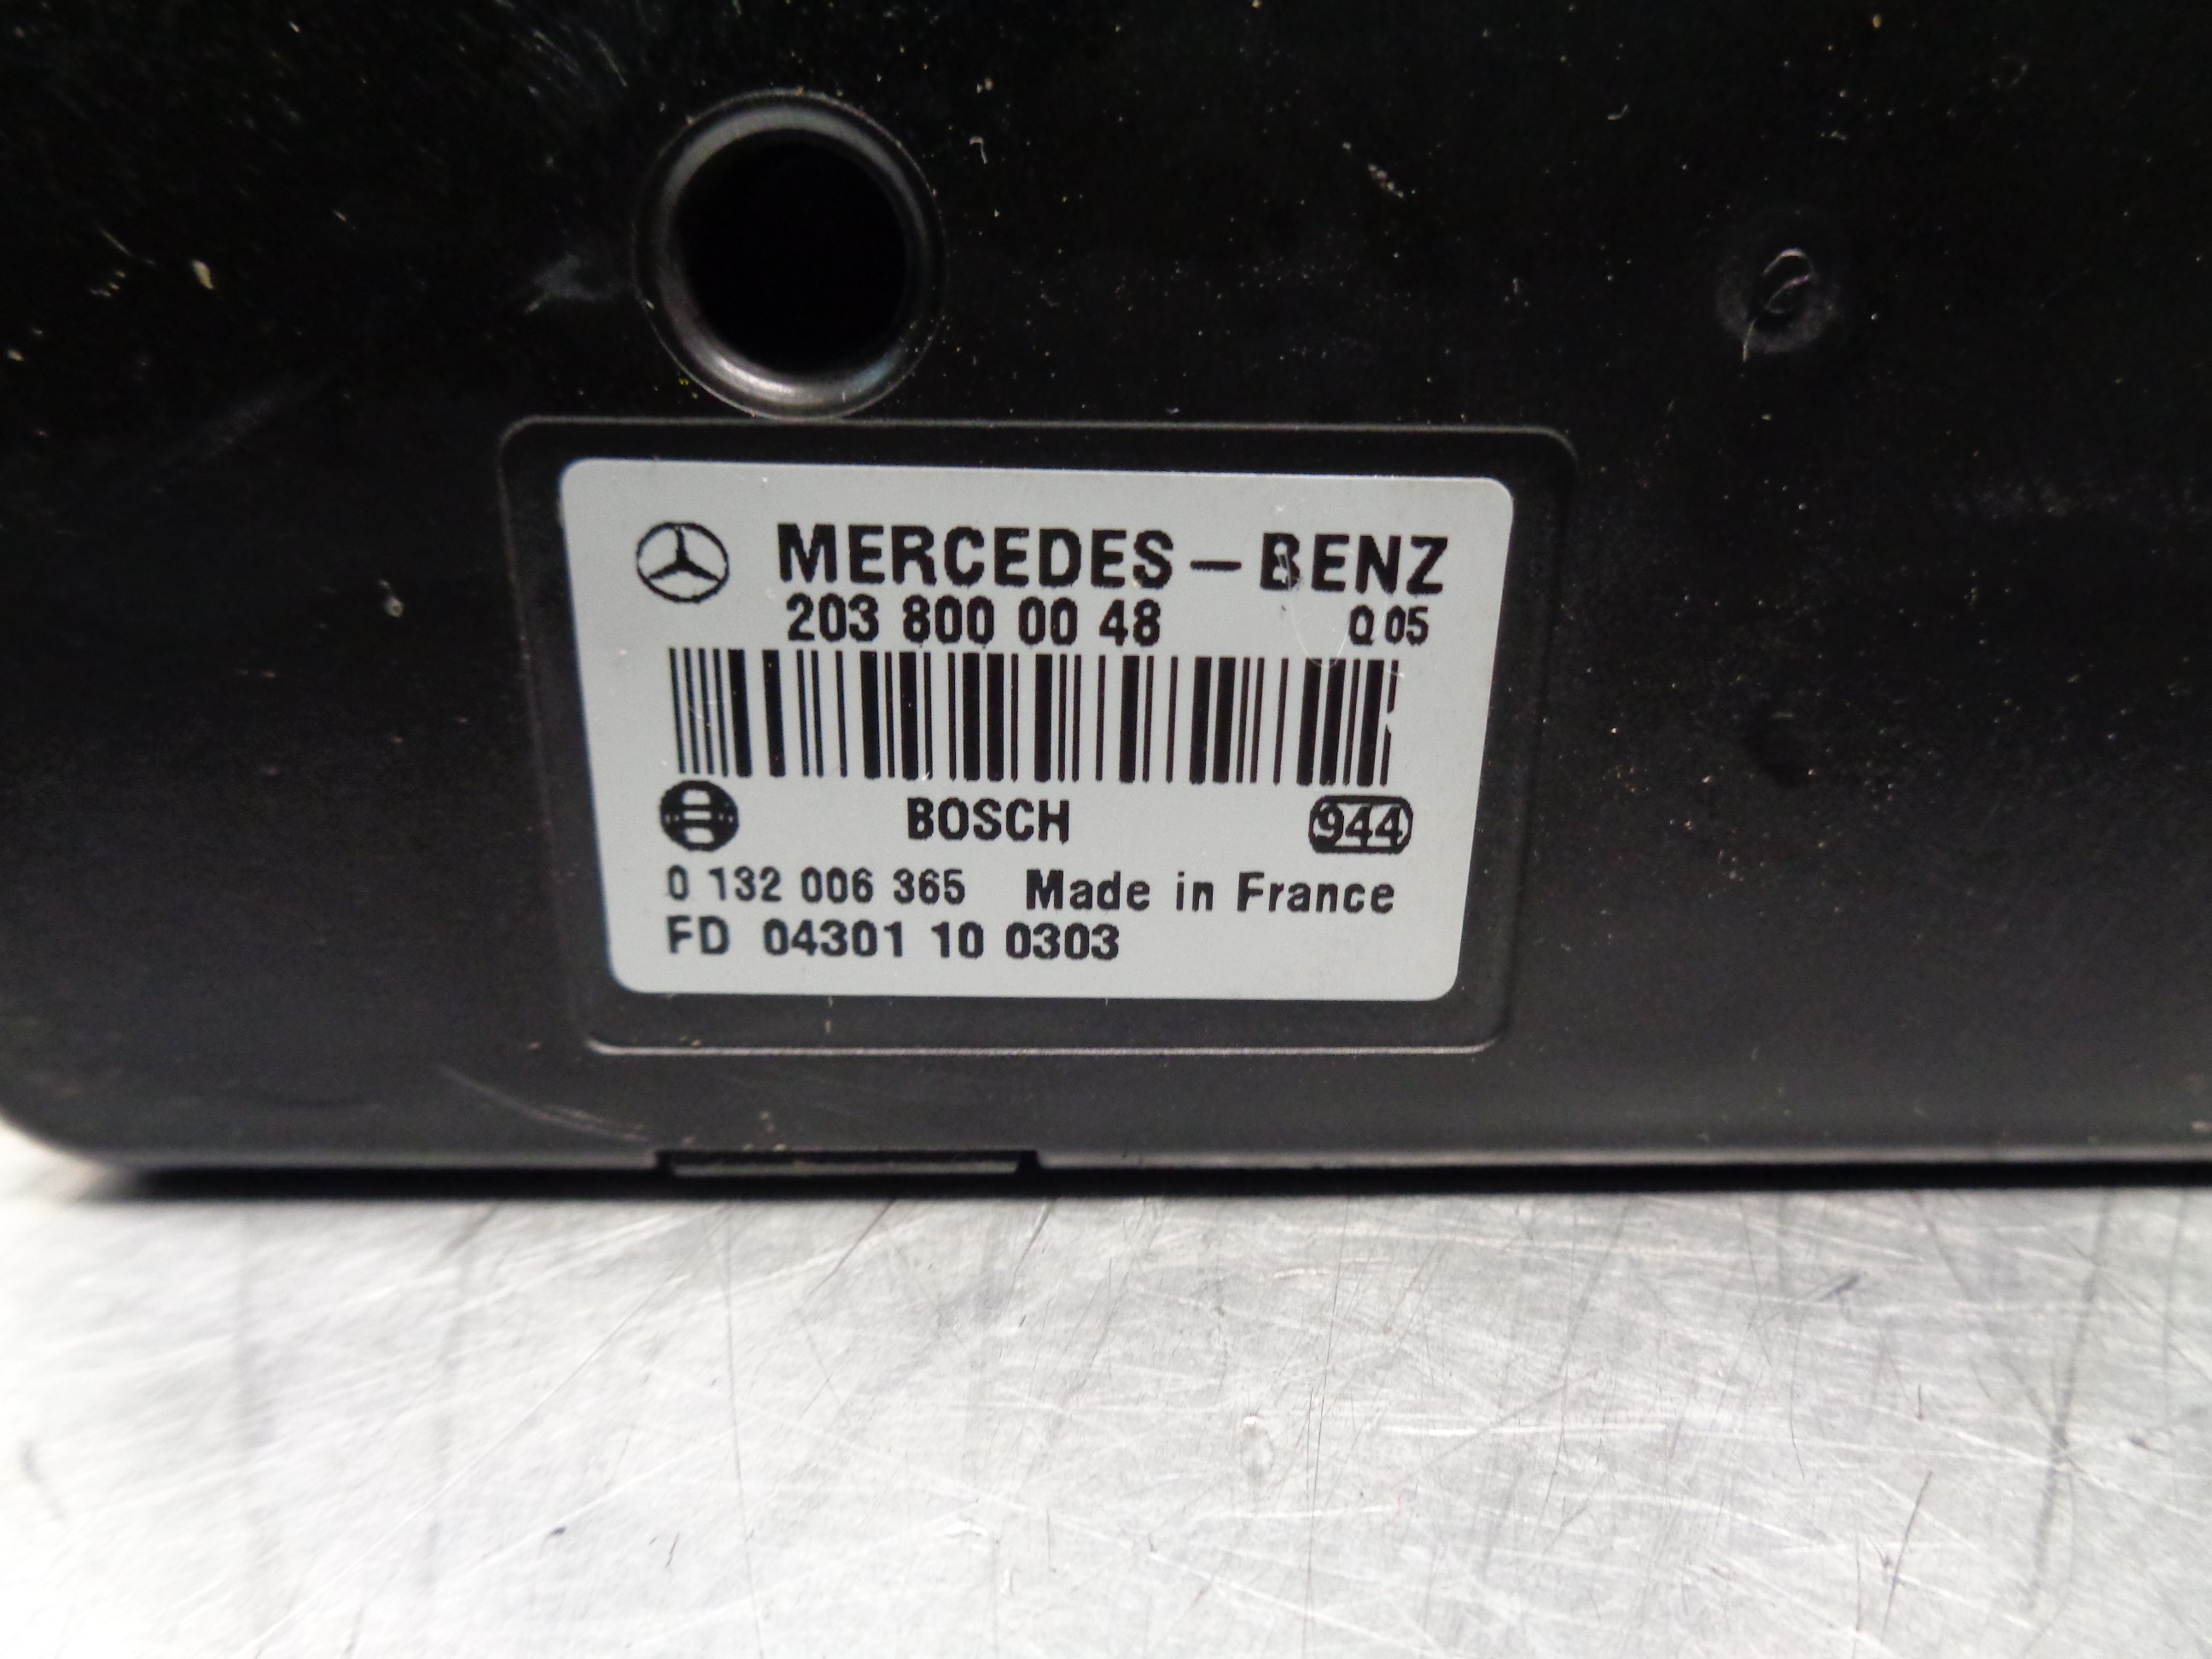 MERCEDES-BENZ
203 800 00 48 Q 05
BOSCH 944
0 132 006 365 Made in France
FD 04301 10 0303